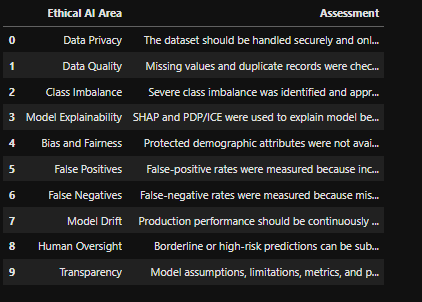 Ethical AI Area Assessment
0 Data Privacy The dataset should be handled securely and onl...
1 Data Quality Missing values and duplicate records were chec...
2 Class Imbalance Severe class imbalance was identified and appr...
3 Model Explainability SHAP and PDP/ICE were used to explain model be...
4 Bias and Fairness Protected demographic attributes were not avai...
5 False Positives False-positive rates were measured because inc...
6 False Negatives False-negative rates were measured because mis...
7 Model Drift Production performance should be continuously ...
8 Human Oversight Borderline or high-risk predictions can be sub...
9 Transparency Model assumptions, limitations, metrics, and p...